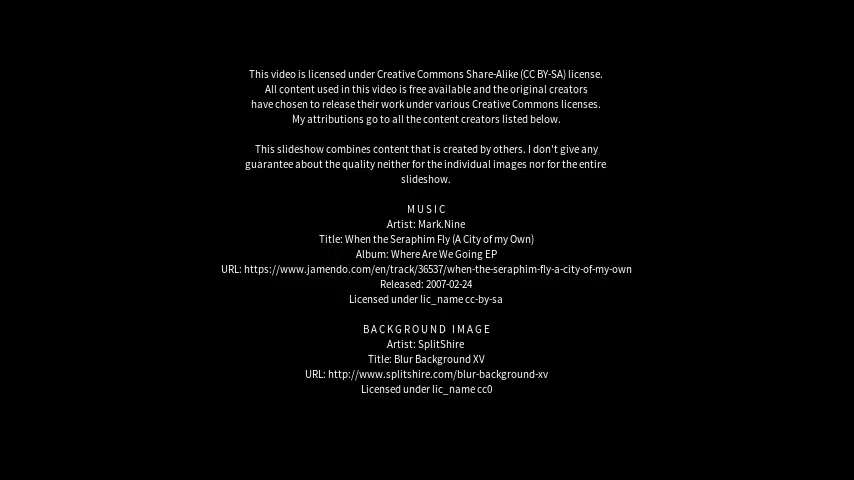 This video is licensed under Creative Commons Share-Alike (CC BY-SA) license.
All content used in this video is free available and the original creators
have chosen to release their work under various Creative Commons licenses.
My attributions go to all the content creators listed below.
This slideshow combines content that is created by others. I don't give any
guarantee about the quality neither for the individual images nor for the entire
slideshow.
MUSIC
Artist: Mark.Nine
Title: When the Seraphim Fly (A City of my Own)
Album: Where Are We Going EP
URL: https://www.jamendo.com/en/track/36537/when-the-seraphim-fly-a-city-of-my-own
Released: 2007-02-24
Licensed under lic_name cc-by-sa
BACKGROUND IMAGE
Artist: SplitShire
Title: Blur Background XV
URL: http://www.splitshire.com/blur-background-xv
Licensed under lic_name cc0